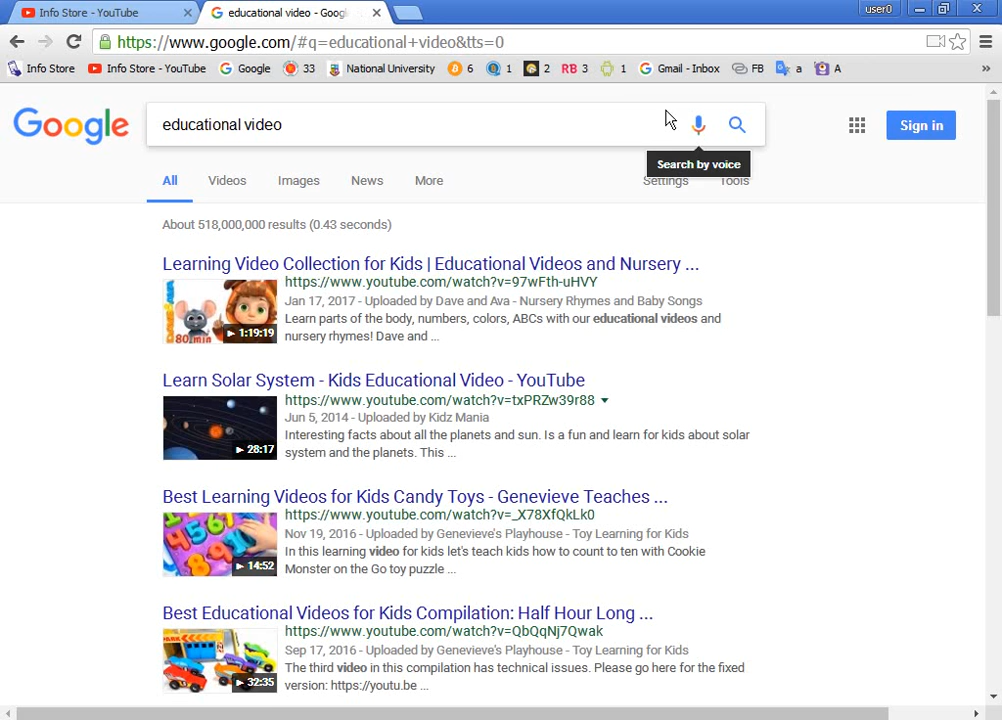 Info Store - YouTube
educational video - Goog
user0
https://www.google.com/#q=educational+video&tts=0
Info Store
Info Store - YouTube
Google
33
National University
6
1
2
RB 3
1
Gmail - Inbox
FB
a
A
»
Google
educational video
Sign in
Search by voice
All
Videos
Images
News
More
Settings
Tools
About 518,000,000 results (0.43 seconds)
Learning Video Collection for Kids | Educational Videos and Nursery ...
https://www.youtube.com/watch?v=97wFth-uHVY
Jan 17, 2017 - Uploaded by Dave and Ava - Nursery Rhymes and Baby Songs
Learn parts of the body, numbers, colors, ABCs with our educational videos and
nursery rhymes! Dave and ...
80 min
1:19:19
Learn Solar System - Kids Educational Video - YouTube
https://www.youtube.com/watch?v=txPRZw39r88
Jun 5, 2014 - Uploaded by Kidz Mania
Interesting facts about all the planets and sun. Is a fun and learn for kids about solar
system and the planets. This ...
28:17
Best Learning Videos for Kids Candy Toys - Genevieve Teaches ...
https://www.youtube.com/watch?v=_X78XfQkLk0
Nov 19, 2016 - Uploaded by Genevieve's Playhouse - Toy Learning for Kids
In this learning video for kids let's teach kids how to count to ten with Cookie
Monster on the Go toy puzzle ...
14:52
Best Educational Videos for Kids Compilation: Half Hour Long ...
https://www.youtube.com/watch?v=QbQqNj7Qwak
Sep 17, 2016 - Uploaded by Genevieve's Playhouse - Toy Learning for Kids
The third video in this compilation has technical issues. Please go here for the fixed
version: https://youtu.be ...
32:35